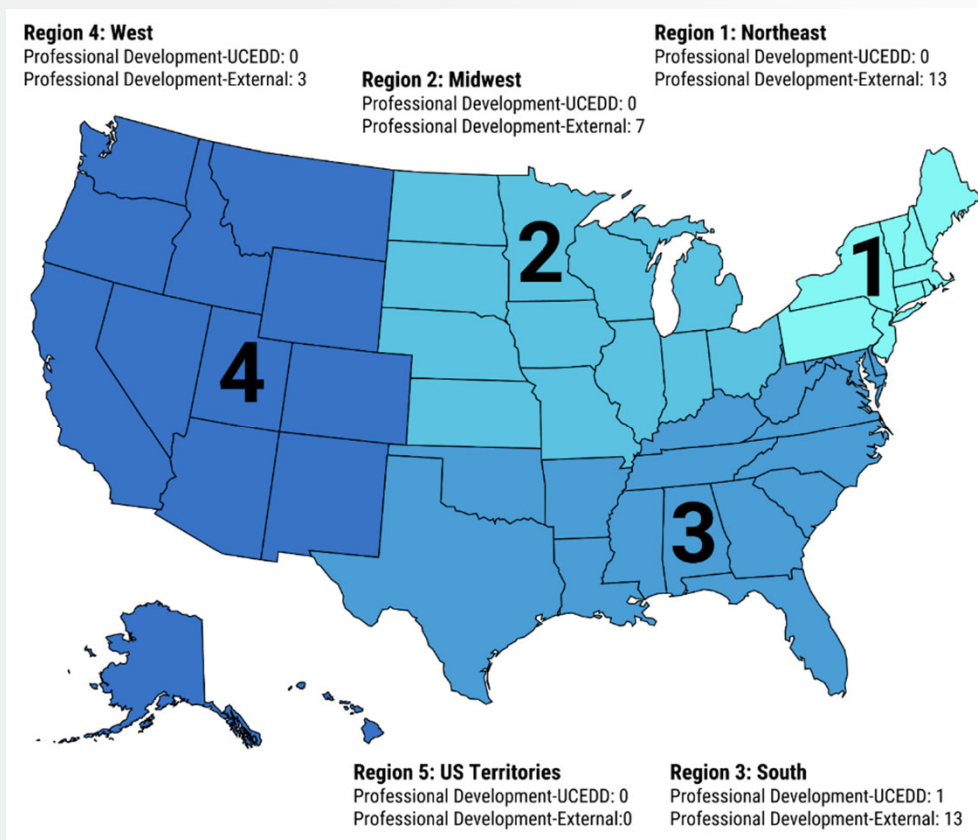 Region 4: West
Professional Development-UCEDD: 0
Professional Development-External: 3
Region 2: Midwest
Professional Development-UCEDD: 0
Professional Development-External: 7
Region 1: Northeast
Professional Development-UCEDD: 0
Professional Development-External: 13
2
1
4
3
Region 5: US Territories
Professional Development-UCEDD: 0
Professional Development-External:0
Region 3: South
Professional Development-UCEDD: 1
Professional Development-External: 13